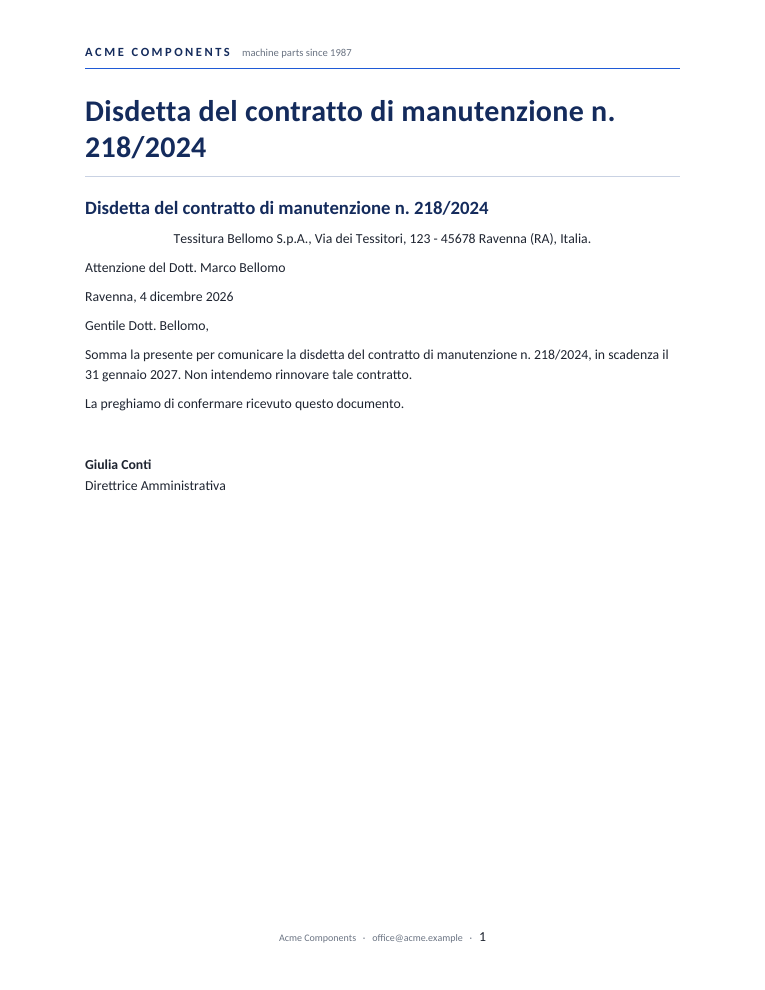 ACME COMPONENTS machine parts since 1987
Disdetta del contratto di manutenzione n.
218/2024
Disdetta del contratto di manutenzione n. 218/2024
Tessitura Bellomo S.p.A., Via dei Tessitori, 123 - 45678 Ravenna (RA), Italia.
Attenzione del Dott. Marco Bellomo
Ravenna, 4 dicembre 2026
Gentile Dott. Bellomo,
Somma la presente per comunicare la disdetta del contratto di manutenzione n. 218/2024, in scadenza il
31 gennaio 2027. Non intendemo rinnovare tale contratto.
La preghiamo di confermare ricevuto questo documento.
Giulia Conti
Direttrice Amministrativa
Acme Components · office@acme.example · 1